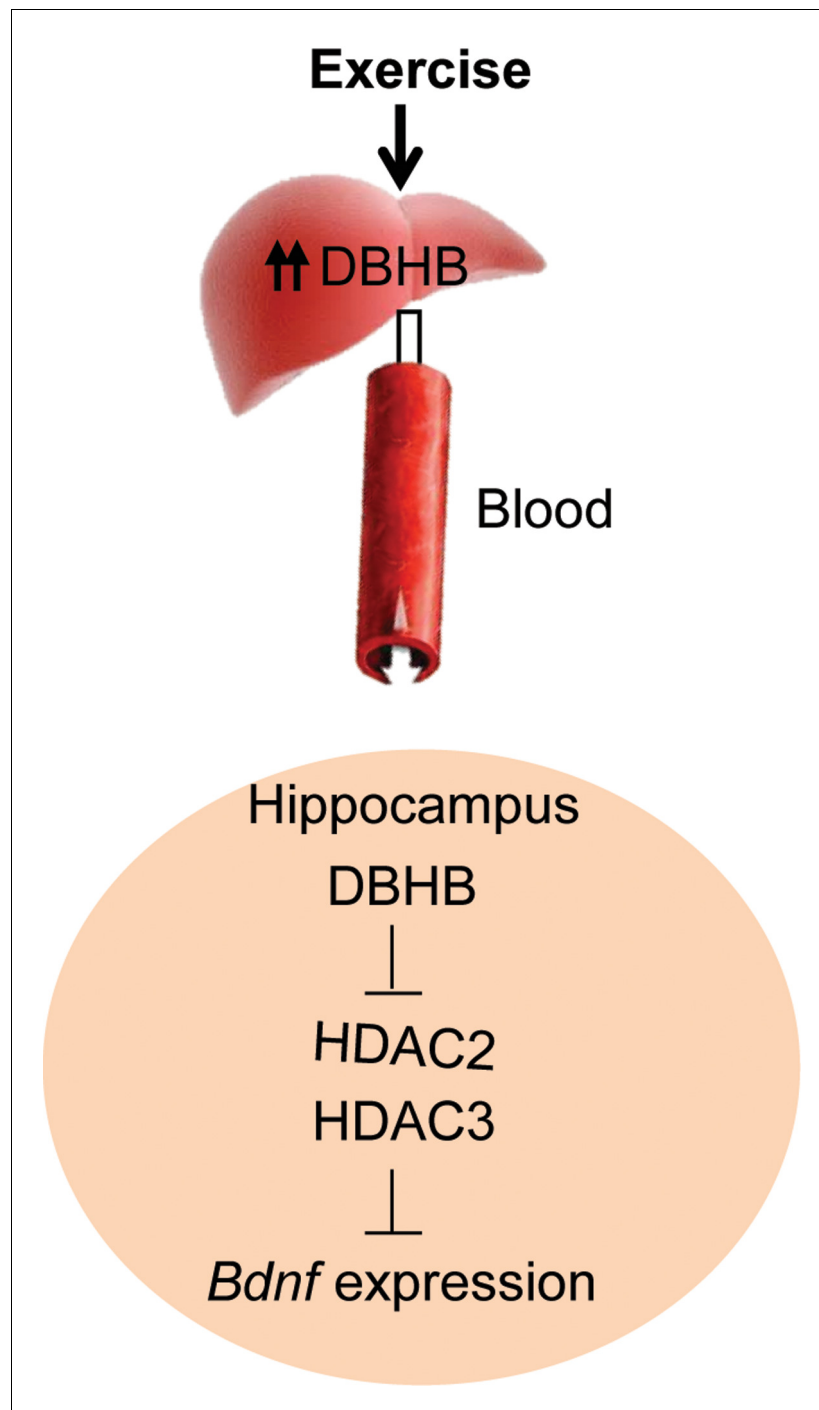 Exercise
DBHB
Blood
Hippocampus
DBHB
HDAC2
HDAC3
Bdnf expression